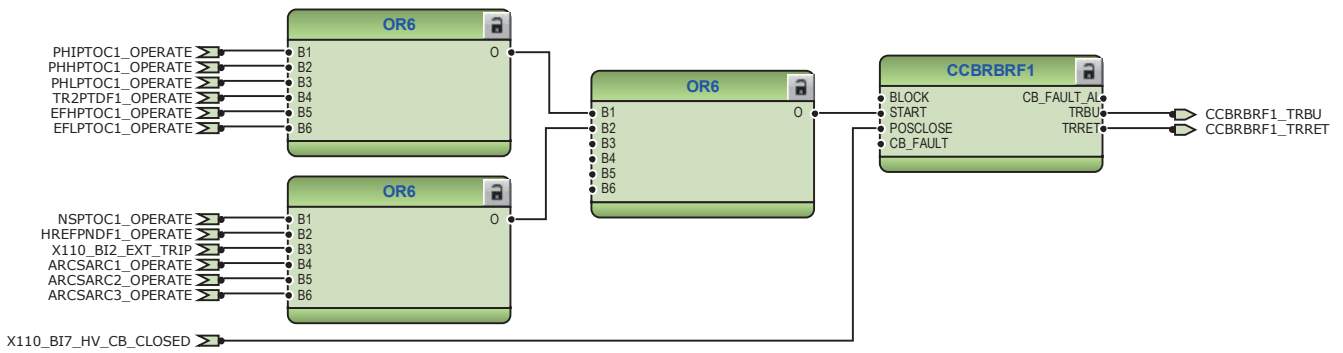 OR6
PHIPTOC1_OPERATE B1 O
PHHPTOC1_OPERATE B2
PHLPTOC1_OPERATE B3
TR2PTDF1_OPERATE B4
EFHPTOC1_OPERATE B5
EFLPTOC1_OPERATE B6
OR6
NSPTOC1_OPERATE B1 O
HREFPNDF1_OPERATE B2
X110_BI2_EXT_TRIP B3
ARCSARC1_OPERATE B4
ARCSARC2_OPERATE B5
ARCSARC3_OPERATE B6
X110_BI7_HV_CB_CLOSED
OR6
B1 O
B2
B3
B4
B5
B6
CCBRBRF1
BLOCK CB_FAULT_AL
START TRBU CCBRBRF1_TRBU
POSCLOSE TRRET CCBRBRF1_TRRET
CB_FAULT